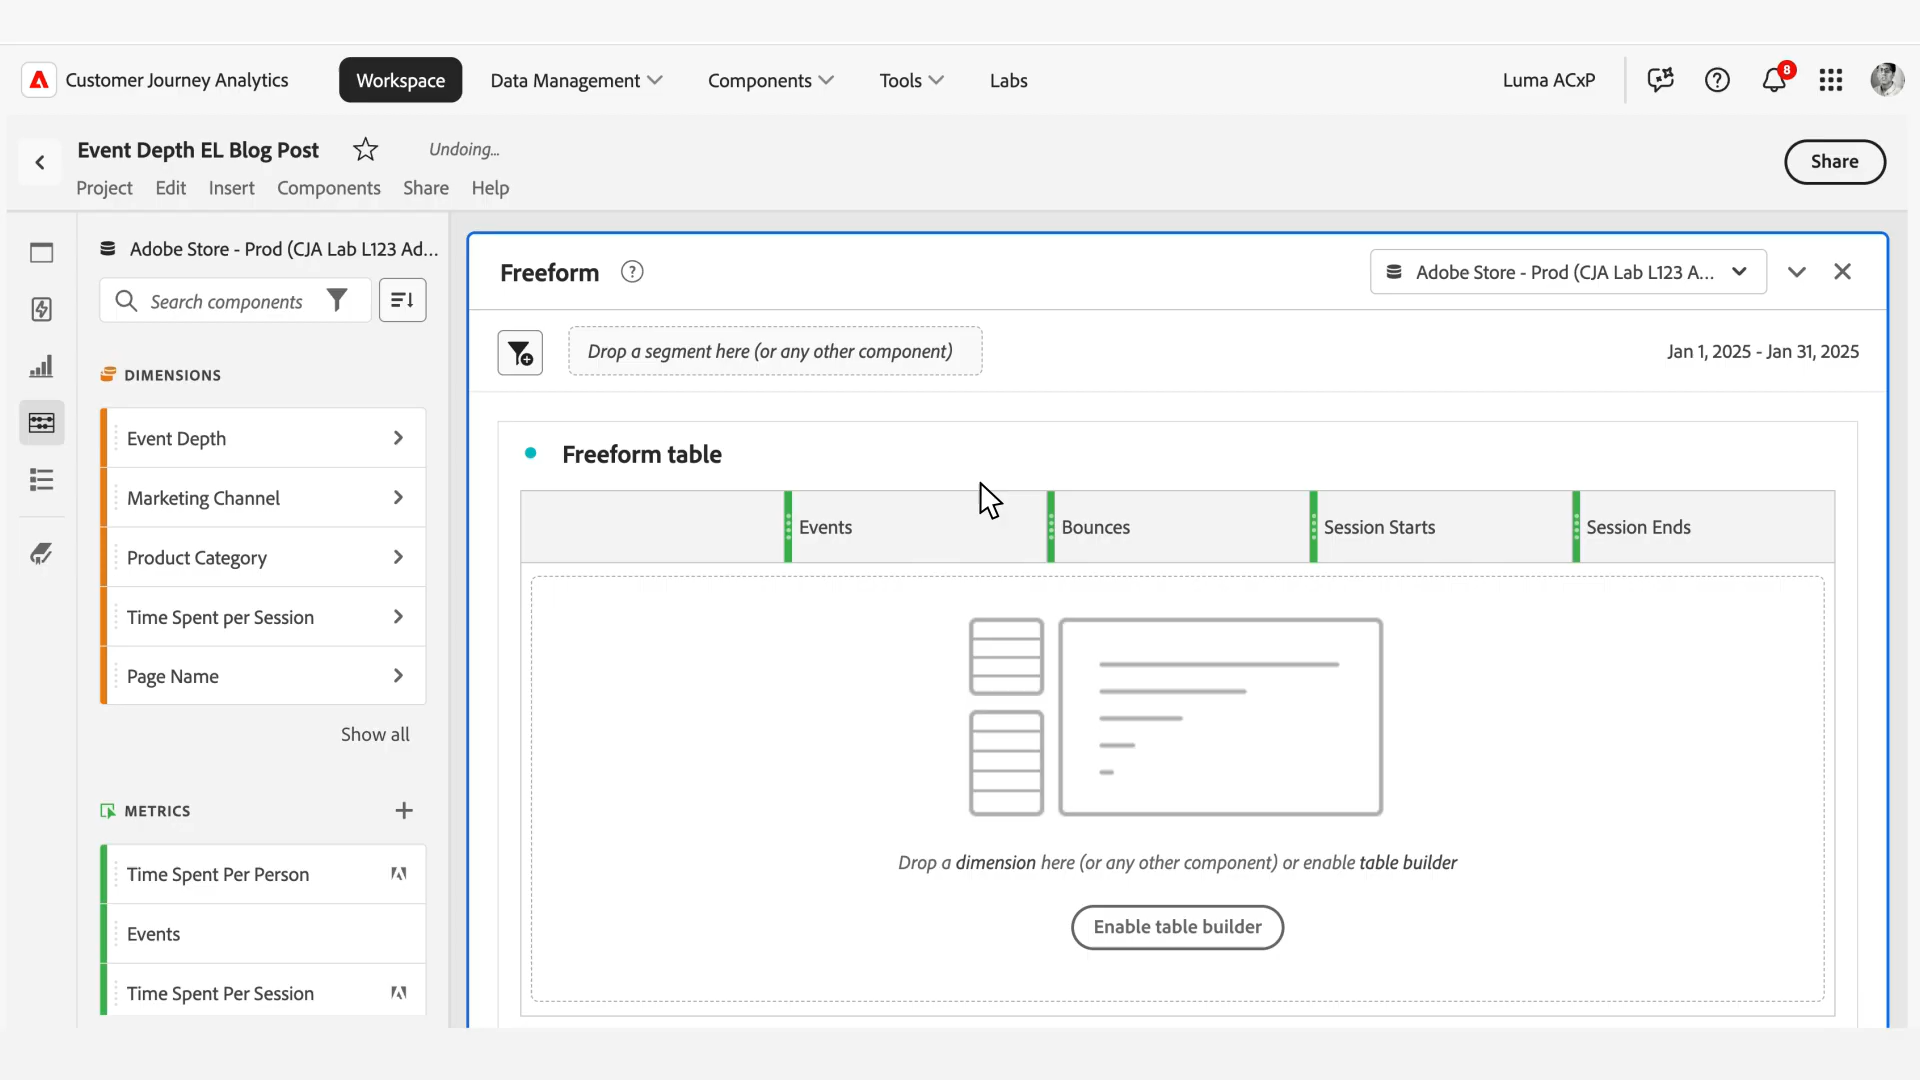 Customer Journey Analytics
Workspace
Data Management
Components
Tools
Labs
Luma ACxP
8
Event Depth EL Blog Post
Undoing...
Share
Project
Edit
Insert
Components
Share
Help
Adobe Store - Prod (CJA Lab L123 Ad...
Search components
DIMENSIONS
Event Depth
Marketing Channel
Product Category
Time Spent per Session
Page Name
Show all
METRICS
Time Spent Per Person
Events
Time Spent Per Session
Freeform
Adobe Store - Prod (CJA Lab L123 A...
Drop a segment here (or any other component)
Jan 1, 2025 - Jan 31, 2025
Freeform table
Events
Bounces
Session Starts
Session Ends
Drop a dimension here (or any other component) or enable table builder
Enable table builder